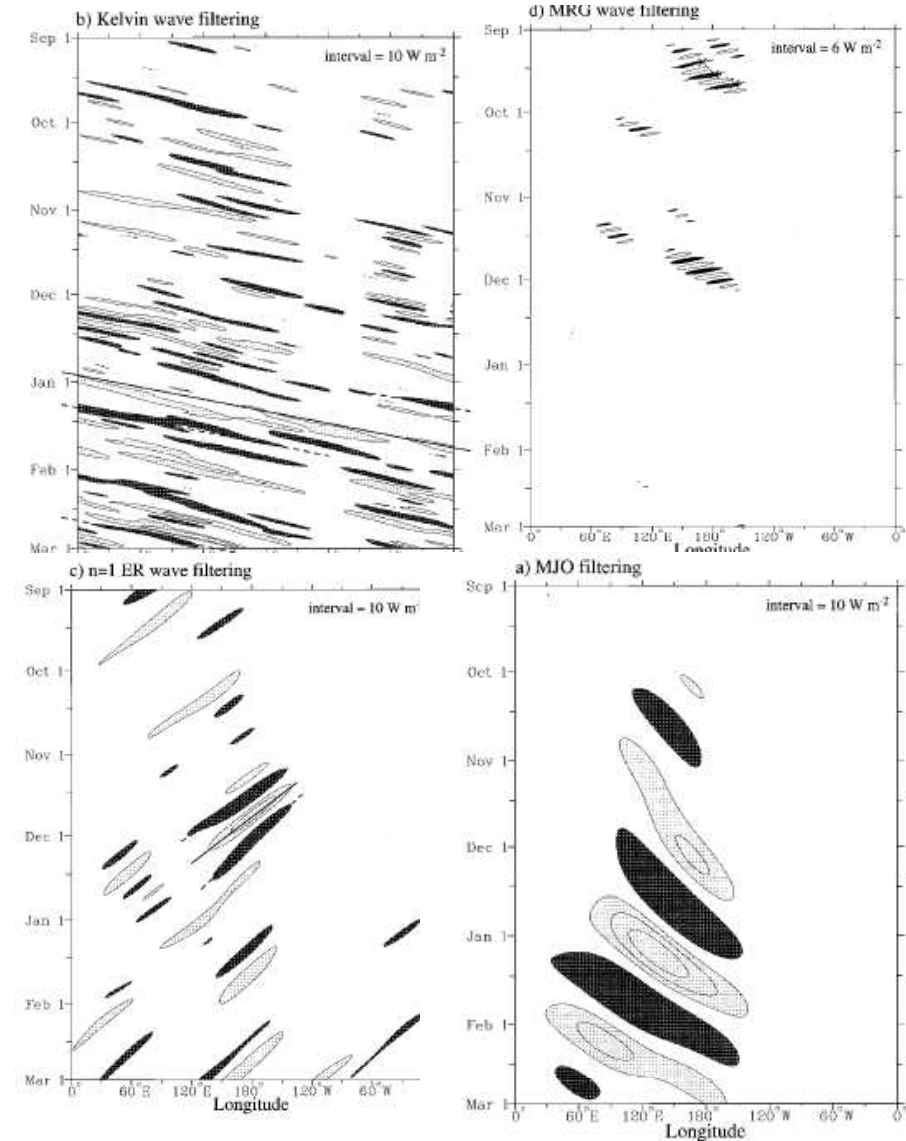 b) Kelvin wave filtering
interval = 10 W m⁻²
Sep 1
Oct 1
Nov 1
Dec 1
Jan 1
Feb 1
Mar 1
d) MRG wave filtering
interval = 6 W m⁻²
Sep 1
Oct 1
Nov 1
Dec 1
Jan 1
Feb 1
Mar 1
0° 60°E 120°E 180° 120°W 60°W 0°
Longitude
c) n=1 ER wave filtering
interval = 10 W m
Sep 1
Oct 1
Nov 1
Dec 1
Jan 1
Feb 1
Mar 1
60°E 120°E 180° 120°W 60°W
Longitude
a) MJO filtering
interval = 10 W m⁻²
Sep 1
Oct 1
Nov 1
Dec 1
Jan 1
Feb 1
Mar 1
0° 60°E 120°E 180° 120°W 60°W 0°
Longitude